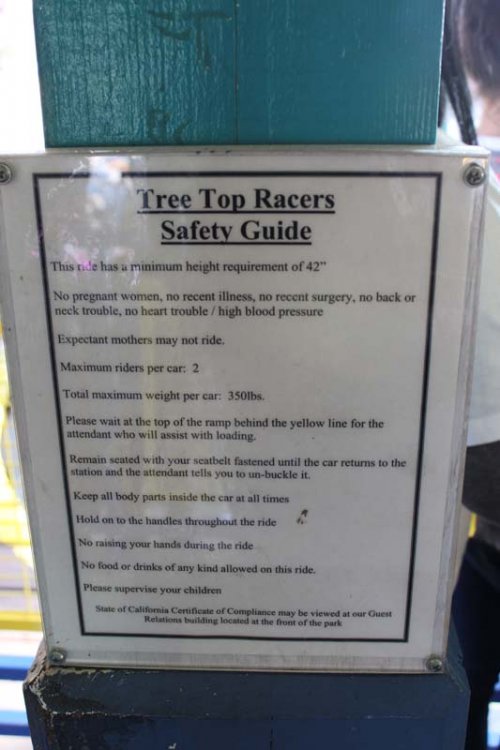 Tree Top Racers
Safety Guide
This ride has a minimum height requirement of 42"
No pregnant women, no recent illness, no recent surgery, no back or
neck trouble, no heart trouble / high blood pressure
Expectant mothers may not ride.
Maximum riders per car: 2
Total maximum weight per car: 350lbs.
Please wait at the top of the ramp behind the yellow line for the
attendant who will assist with loading.
Remain seated with your seatbelt fastened until the car returns to the
station and the attendant tells you to un-buckle it.
Keep all body parts inside the car at all times
Hold on to the handles throughout the ride
No raising your hands during the ride
No food or drinks of any kind allowed on this ride.
Please supervise your children
State of California Certificate of Compliance may be viewed at our Guest
Relations building located at the front of the park